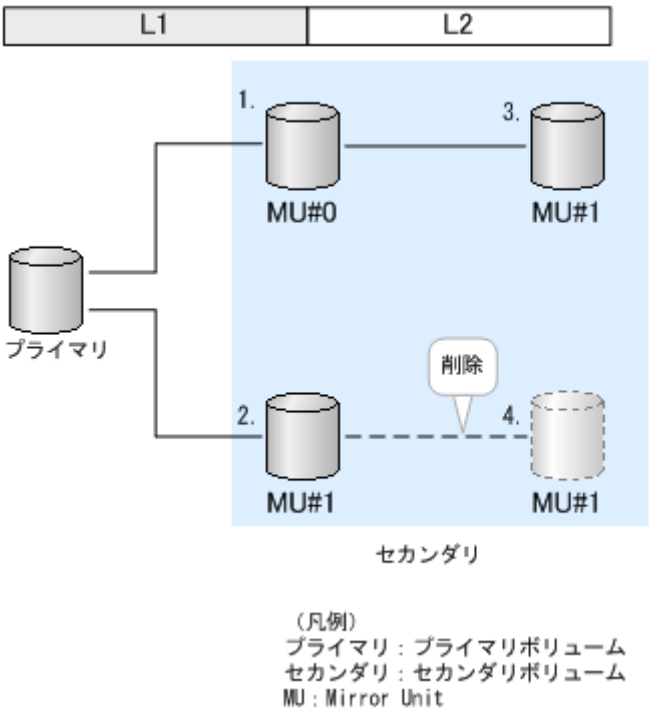 L1 L2
1. 3.
MU#0 MU#1
プライマリ
削除
2. 4.
MU#1 MU#1
セカンダリ
（凡例）
プライマリ：プライマリボリューム
セカンダリ：セカンダリボリューム
MU：Mirror Unit